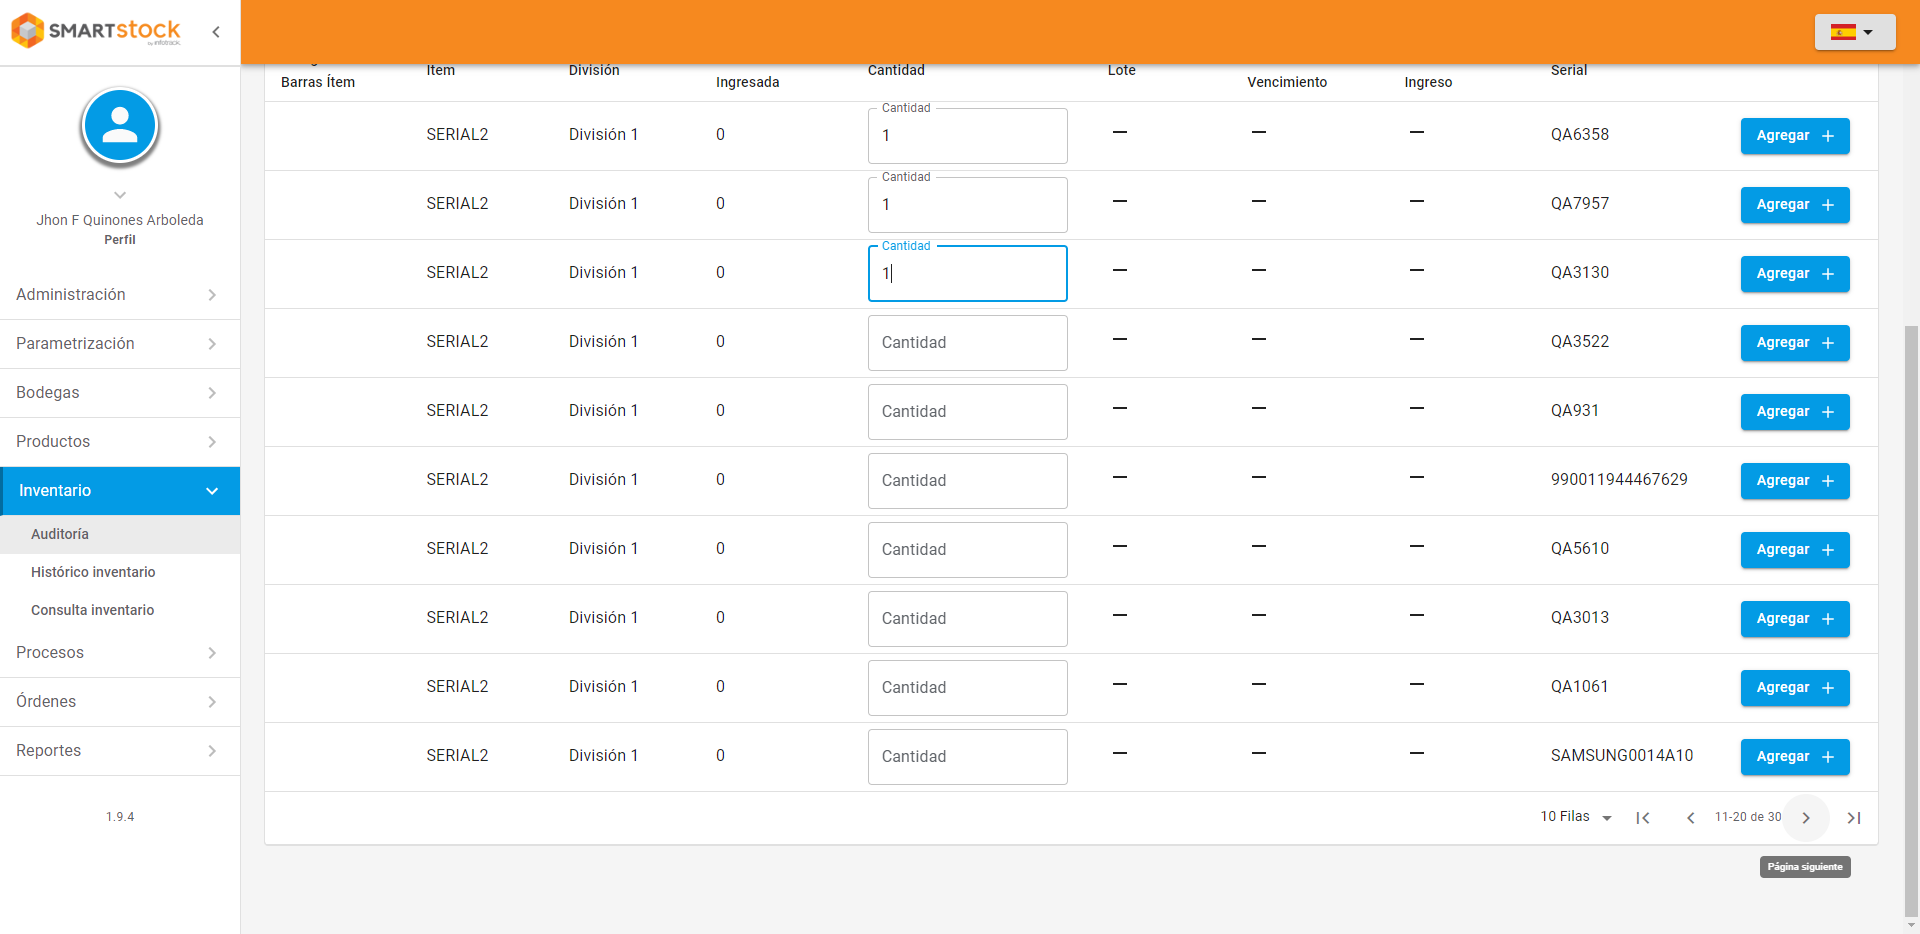 SMARTstock
by infotrack
Jhon F Quinones Arboleda
Perfil
Administración
Parametrización
Bodegas
Productos
Inventario
Auditoría
Histórico inventario
Consulta inventario
Procesos
Órdenes
Reportes
1.9.4
Barras Ítem Item División Ingresada Cantidad Lote Vencimiento Ingreso Serial
Cantidad
SERIAL2 División 1 0 1 — — — QA6358 Agregar +
Cantidad
SERIAL2 División 1 0 1 — — — QA7957 Agregar +
Cantidad
SERIAL2 División 1 0 1 — — — QA3130 Agregar +
SERIAL2 División 1 0 Cantidad — — — QA3522 Agregar +
SERIAL2 División 1 0 Cantidad — — — QA931 Agregar +
SERIAL2 División 1 0 Cantidad — — — 990011944467629 Agregar +
SERIAL2 División 1 0 Cantidad — — — QA5610 Agregar +
SERIAL2 División 1 0 Cantidad — — — QA3013 Agregar +
SERIAL2 División 1 0 Cantidad — — — QA1061 Agregar +
SERIAL2 División 1 0 Cantidad — — — SAMSUNG0014A10 Agregar +
10 Filas 11-20 de 30
Página siguiente